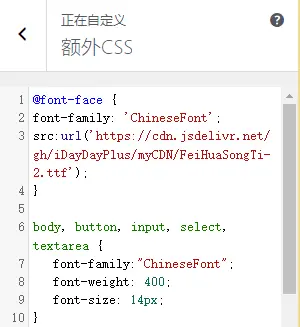 正在自定义
额外CSS
1 @font-face {
2 font-family: 'ChineseFont';
3 src:url('https://cdn.jsdelivr.net/
gh/iDayDayPlus/myCDN/FeiHuaSongTi-
2.ttf');
4 }
5
6 body, button, input, select,
textarea {
7 font-family:"ChineseFont";
8 font-weight: 400;
9 font-size: 14px;
10 }